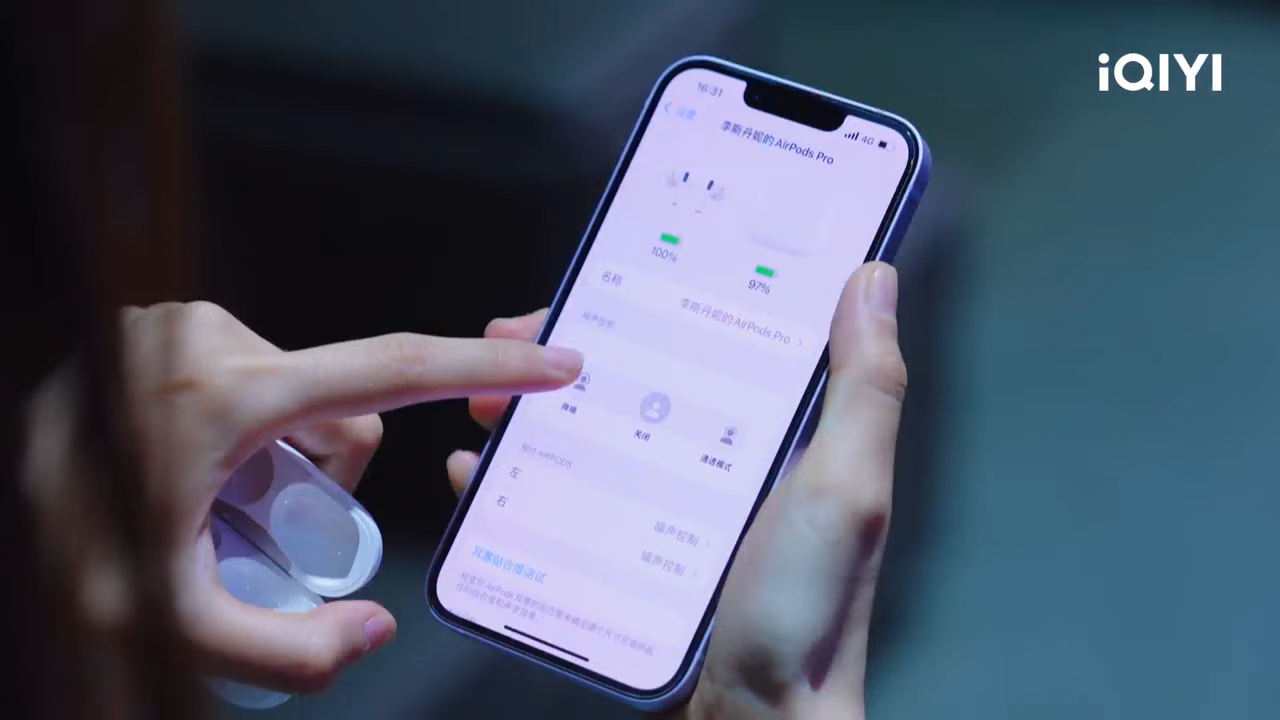 iQIYI
16:31
4G
设置
李斯丹妮的 AirPods Pro
100%
97%
名称
李斯丹妮的 AirPods Pro
噪声控制
降噪
关闭
通透模式
按住 AIRPODS
左
噪声控制
右
噪声控制
耳塞贴合度测试